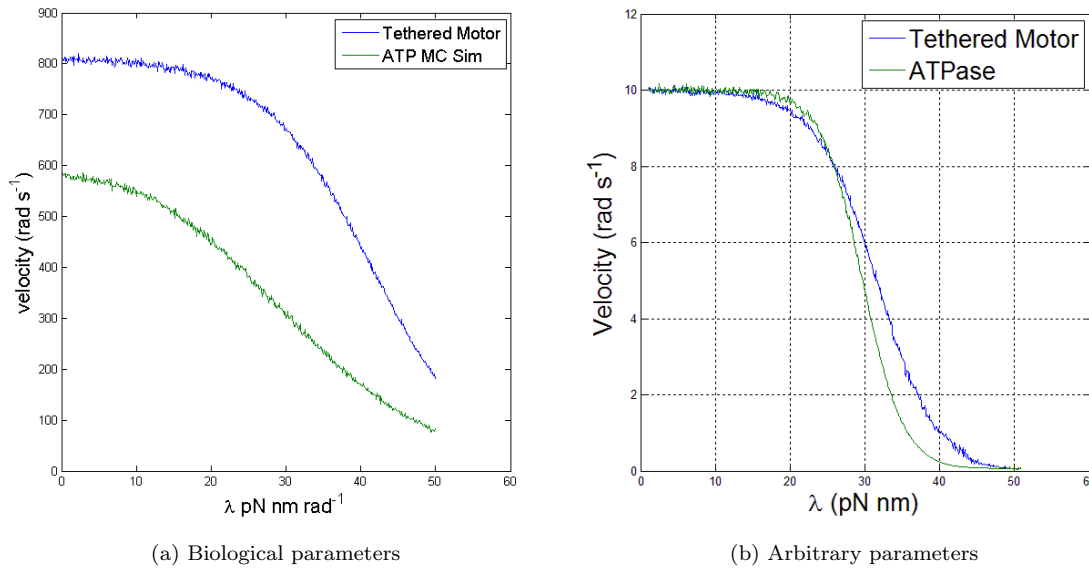 900
800
700
600
500
400
300
200
100
0
velocity (rad s⁻¹)
Tethered Motor
ATP MC Sim
0 10 20 30 40 50 60
λ pN nm rad⁻¹
(a) Biological parameters
12
10
8
6
4
2
0
Velocity (rad s⁻¹)
Tethered Motor
ATPase
0 10 20 30 40 50 6
λ (pN nm)
(b) Arbitrary parameters